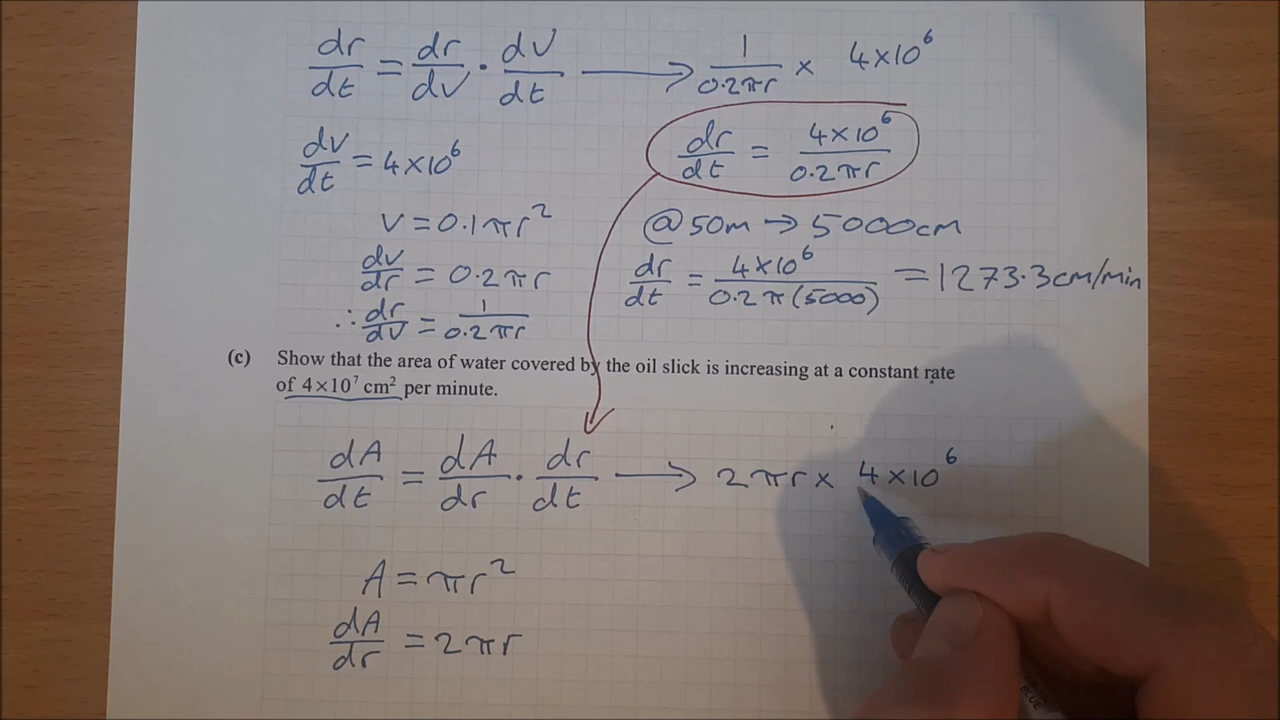 dr/dt = dr/dV · dV/dt → 1/0.2πr × 4×10⁶
dV/dt = 4×10⁶
dr/dt = 4×10⁶/0.2πr
V = 0.1πr²
@ 50m → 5000cm
dV/dr = 0.2πr
dr/dt = 4×10⁶/0.2π(5000) = 1273.3cm/min
∴ dr/dV = 1/0.2πr
(c) Show that the area of water covered by the oil slick is increasing at a constant rate
of 4×10⁷ cm² per minute.
dA/dt = dA/dr · dr/dt → 2πr × 4×10⁶
A = πr²
dA/dr = 2πr
BLUE